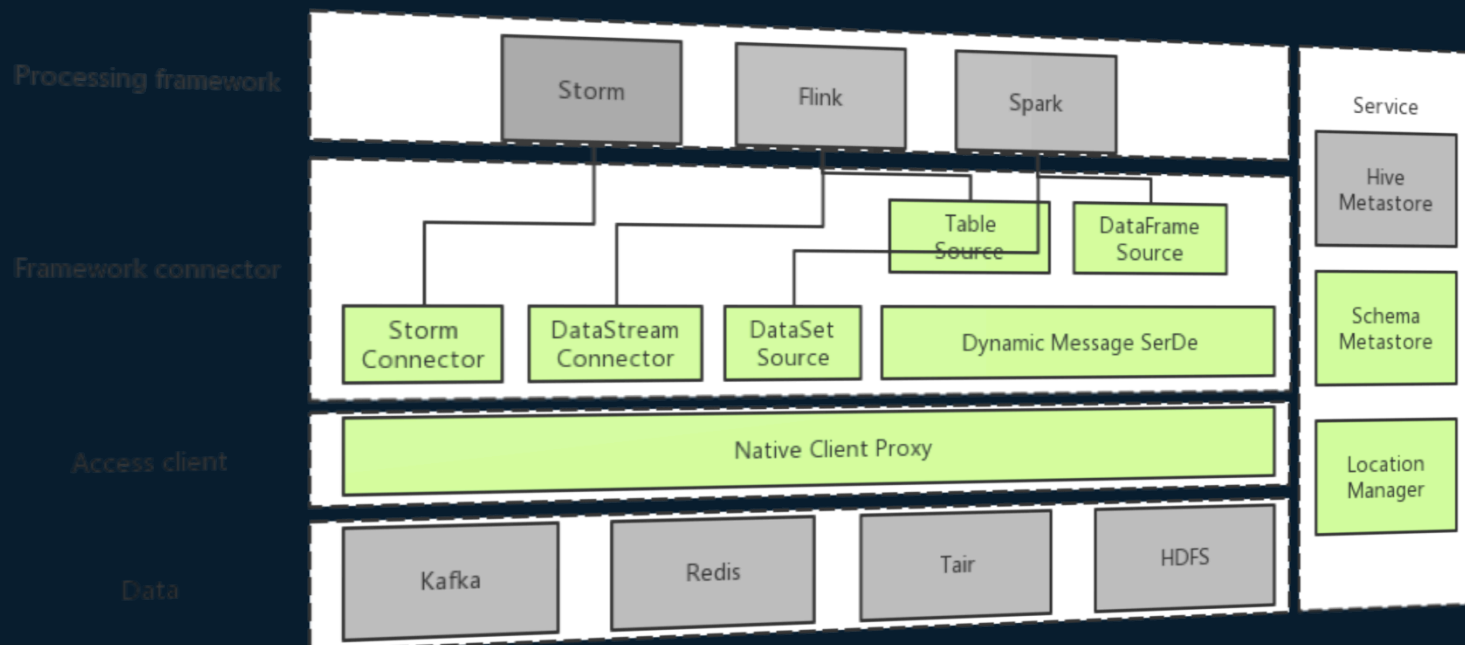 Processing framework
Storm
Flink
Spark
Service
Hive
Metastore
Framework connector
Table
Source
DataFrame
Source
Storm
Connector
DataStream
Connector
DataSet
Source
Dynamic Message SerDe
Schema
Metastore
Access client
Native Client Proxy
Location
Manager
Data
Kafka
Redis
Tair
HDFS